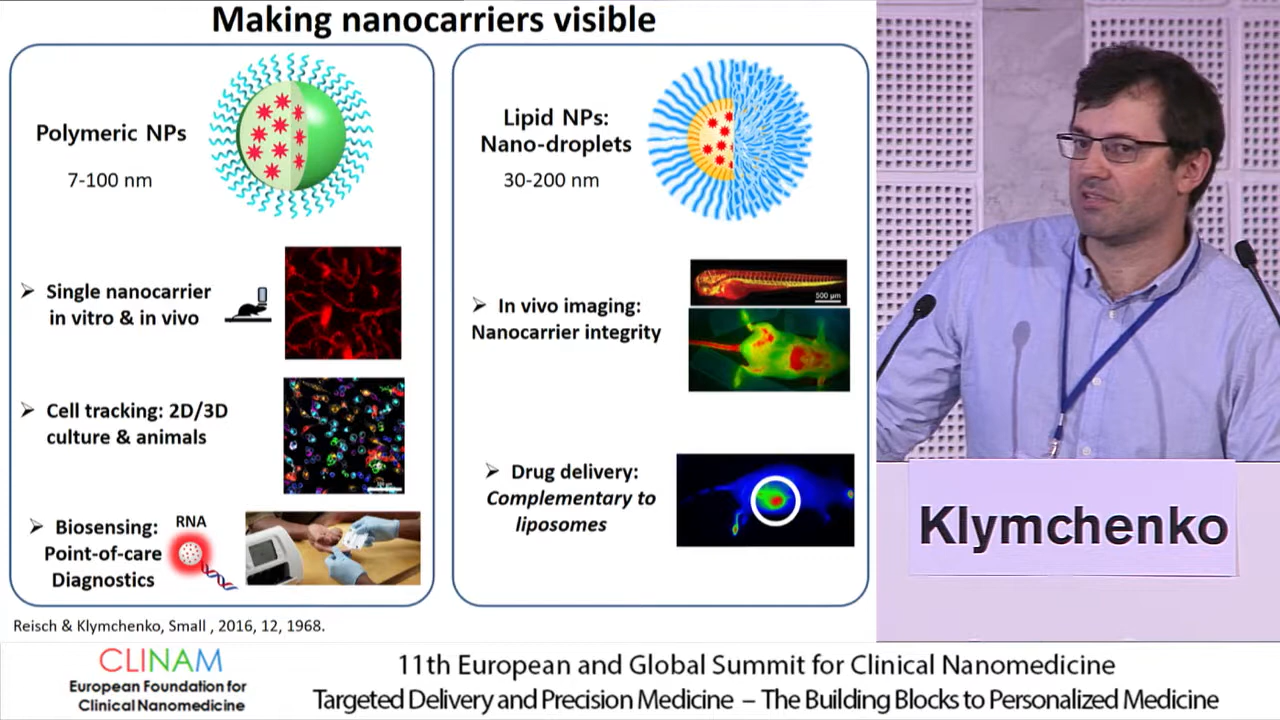 Making nanocarriers visible
Polymeric NPs
7-100 nm
Single nanocarrier
in vitro & in vivo
Cell tracking: 2D/3D
culture & animals
Biosensing:
Point-of-care
Diagnostics
RNA
Lipid NPs:
Nano-droplets
30-200 nm
In vivo imaging:
Nanocarrier integrity
500 µm
Drug delivery:
Complementary to
liposomes
Reisch & Klymchenko, Small , 2016, 12, 1968.
Klymchenko
CLINAM
European Foundation for
Clinical Nanomedicine
11th European and Global Summit for Clinical Nanomedicine
Targeted Delivery and Precision Medicine – The Building Blocks to Personalized Medicine